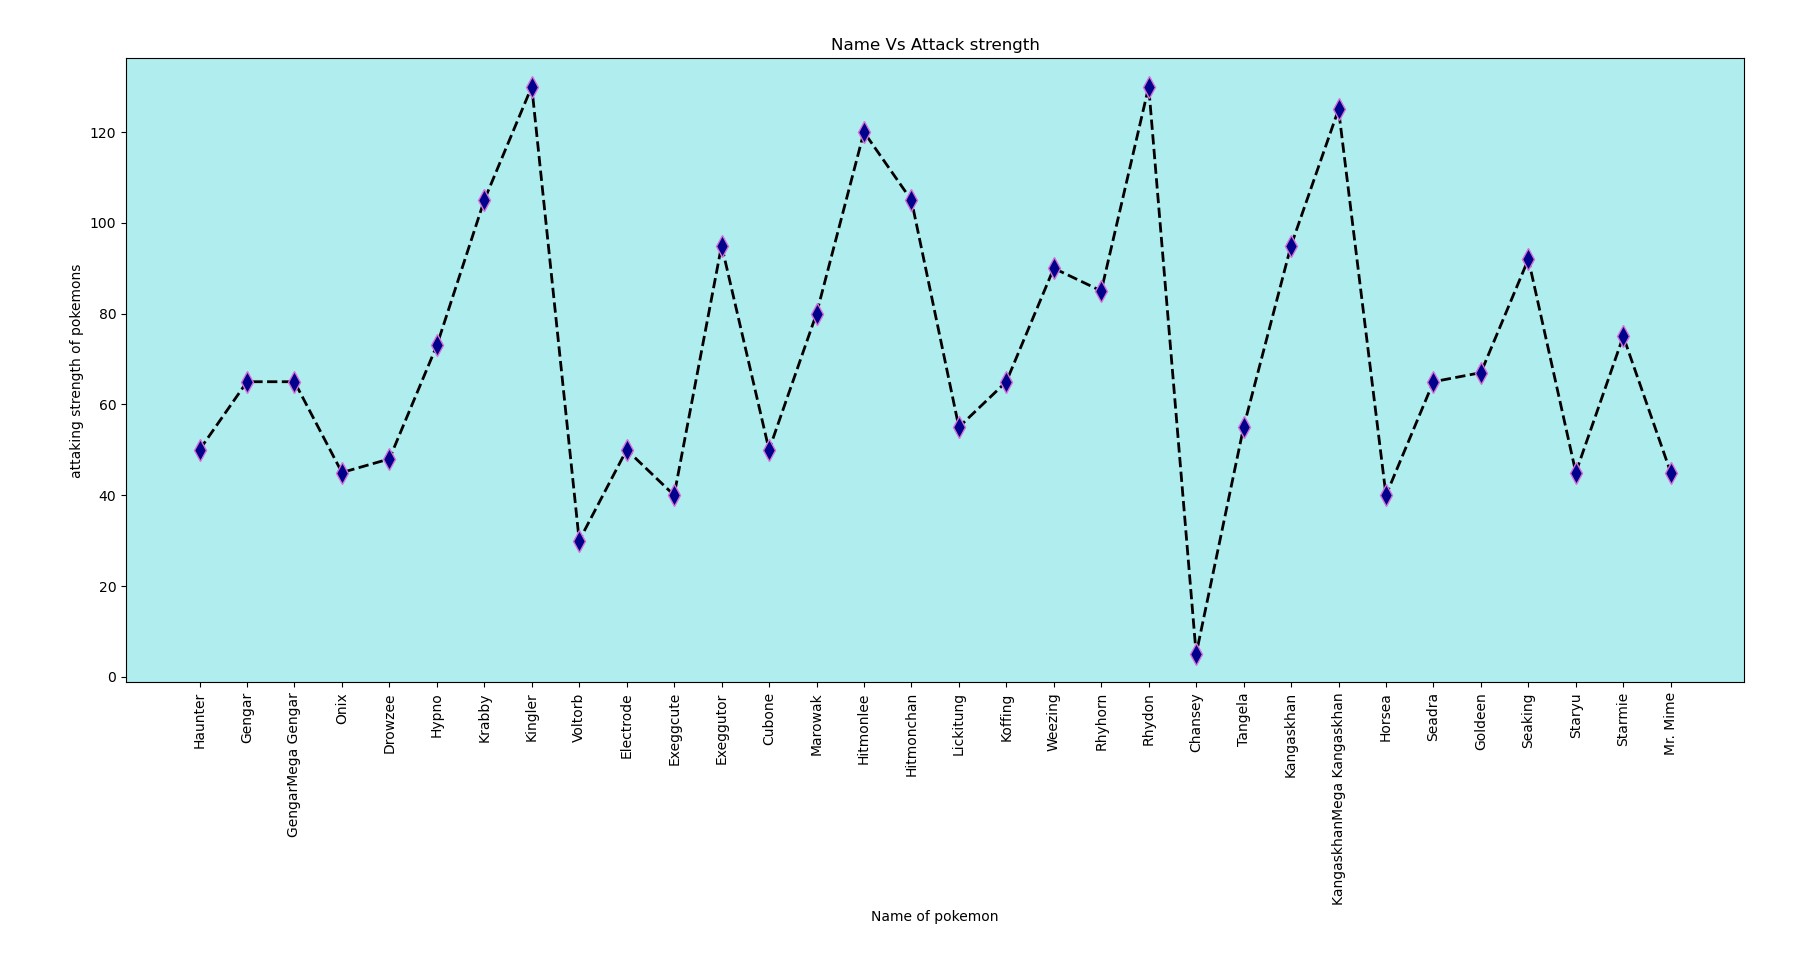 Name Vs Attack strength
attaking strength of pokemons
120
100
80
60
40
20
0
Haunter
Gengar
GengarMega Gengar
Onix
Drowzee
Hypno
Krabby
Kingler
Voltorb
Electrode
Exeggcute
Exeggutor
Cubone
Marowak
Hitmonlee
Hitmonchan
Lickitung
Koffing
Weezing
Rhyhorn
Rhydon
Chansey
Tangela
Kangaskhan
KangaskhanMega Kangaskhan
Horsea
Seadra
Goldeen
Seaking
Staryu
Starmie
Mr. Mime
Name of pokemon